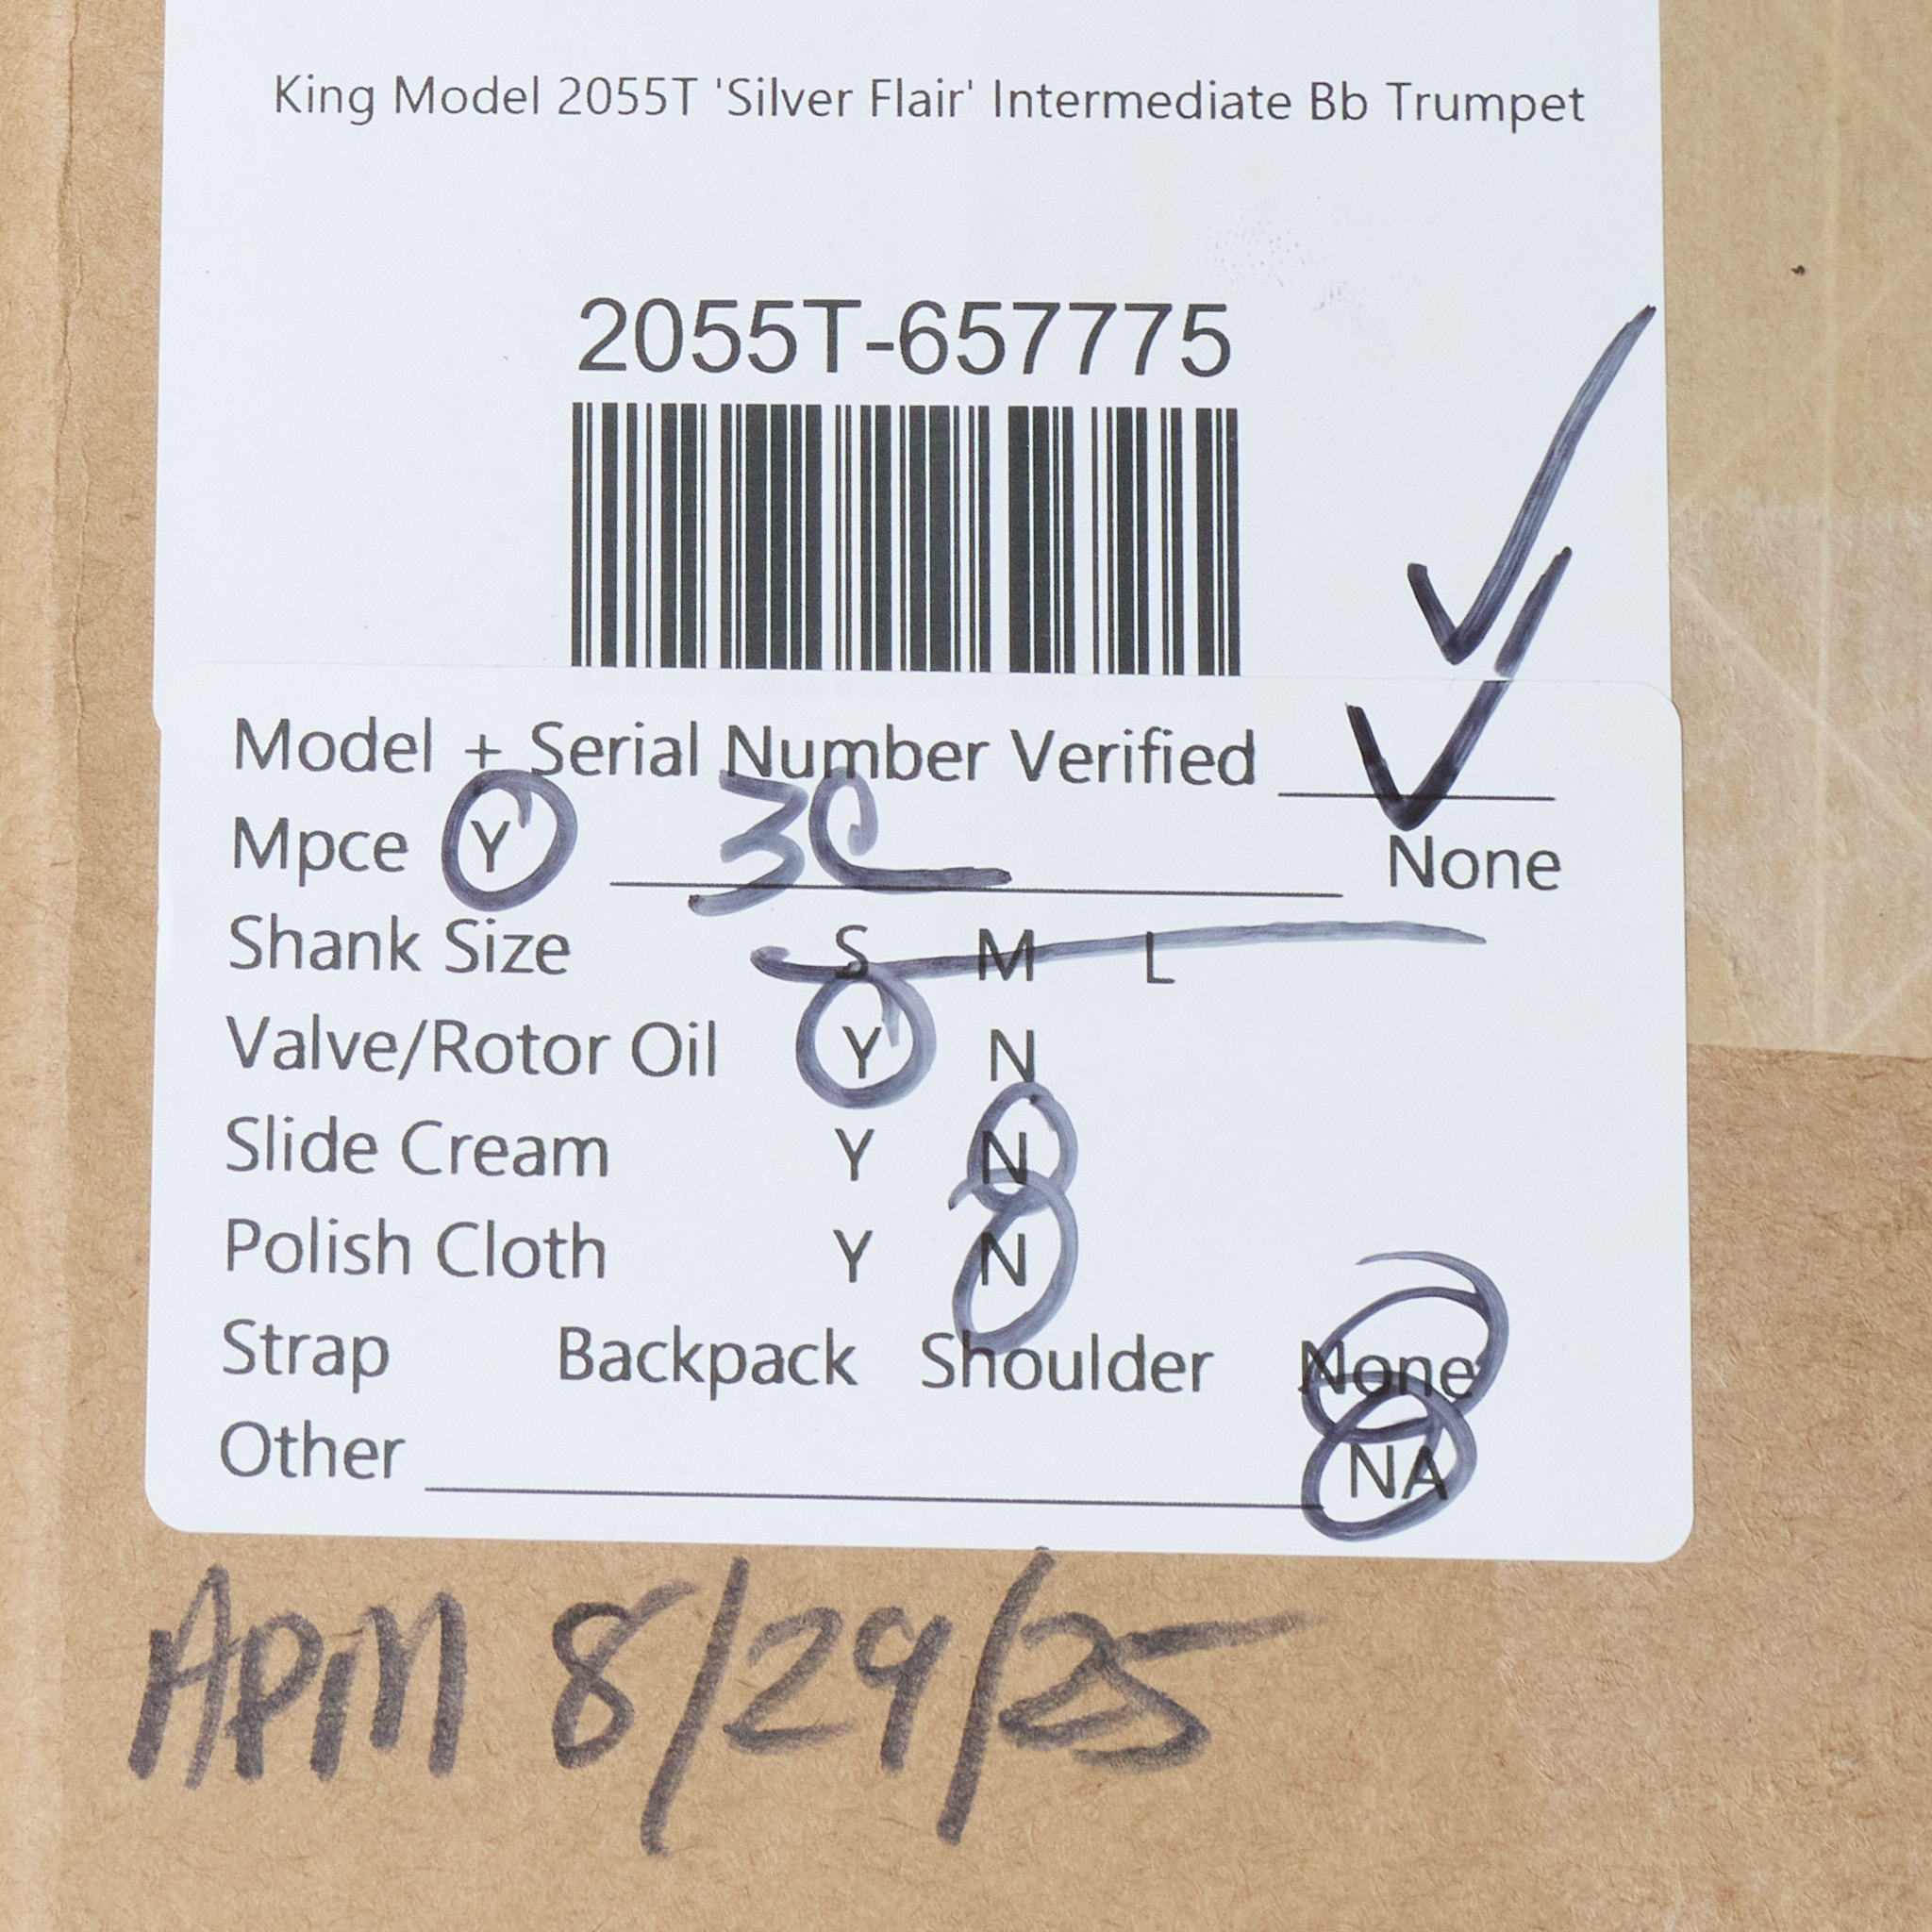 King Model 2055T 'Silver Flair' Intermediate Bb Trumpet
2055T-657775
Model + Serial Number Verified
Mpce Y 3C None
Shank Size S M L
Valve/Rotor Oil Y N
Slide Cream Y N
Polish Cloth Y N
Strap Backpack Shoulder None
Other NA
APM 8/29/25